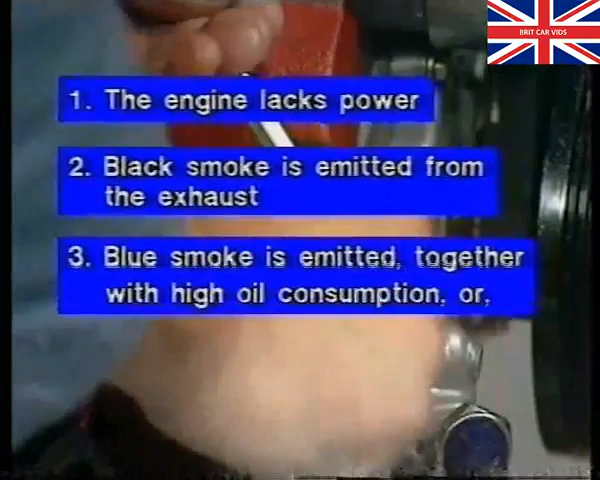 BRIT CAR VIDS
1. The engine lacks power
2. Black smoke is emitted from
the exhaust
3. Blue smoke is emitted, together
with high oil consumption, or,